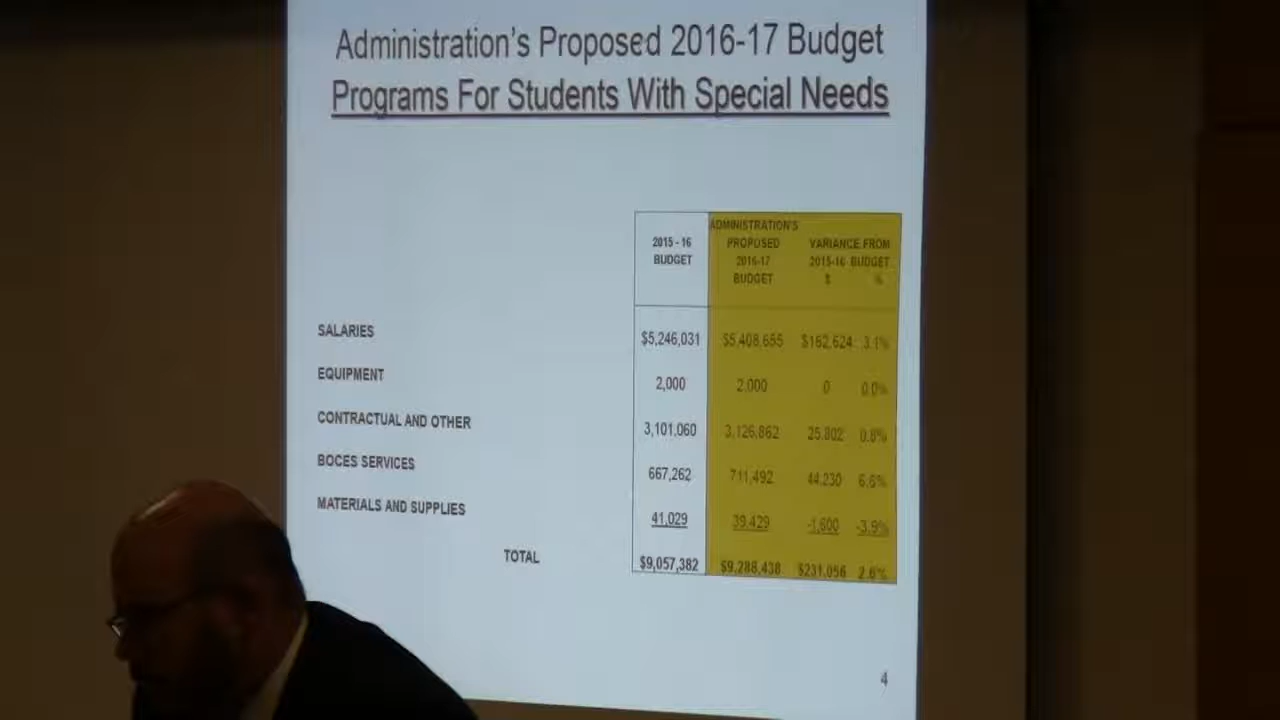 Administration's Proposed 2016-17 Budget
Programs For Students With Special Needs
ADMINISTRATION'S
2015 - 16 PROPOSED VARIANCE FROM
BUDGET 2016-17 2015-16 BUDGET
BUDGET $ %
SALARIES $5,246,031 $5,408,655 $162,624 3.1%
EQUIPMENT 2,000 2,000 0 0.0%
CONTRACTUAL AND OTHER 3,101,060 3,126,862 25,802 0.8%
BOCES SERVICES 667,262 711,492 44,230 6.6%
MATERIALS AND SUPPLIES 41,029 39,429 -1,600 -3.9%
TOTAL $9,057,382 $9,288,438 $231,056 2.6%
4